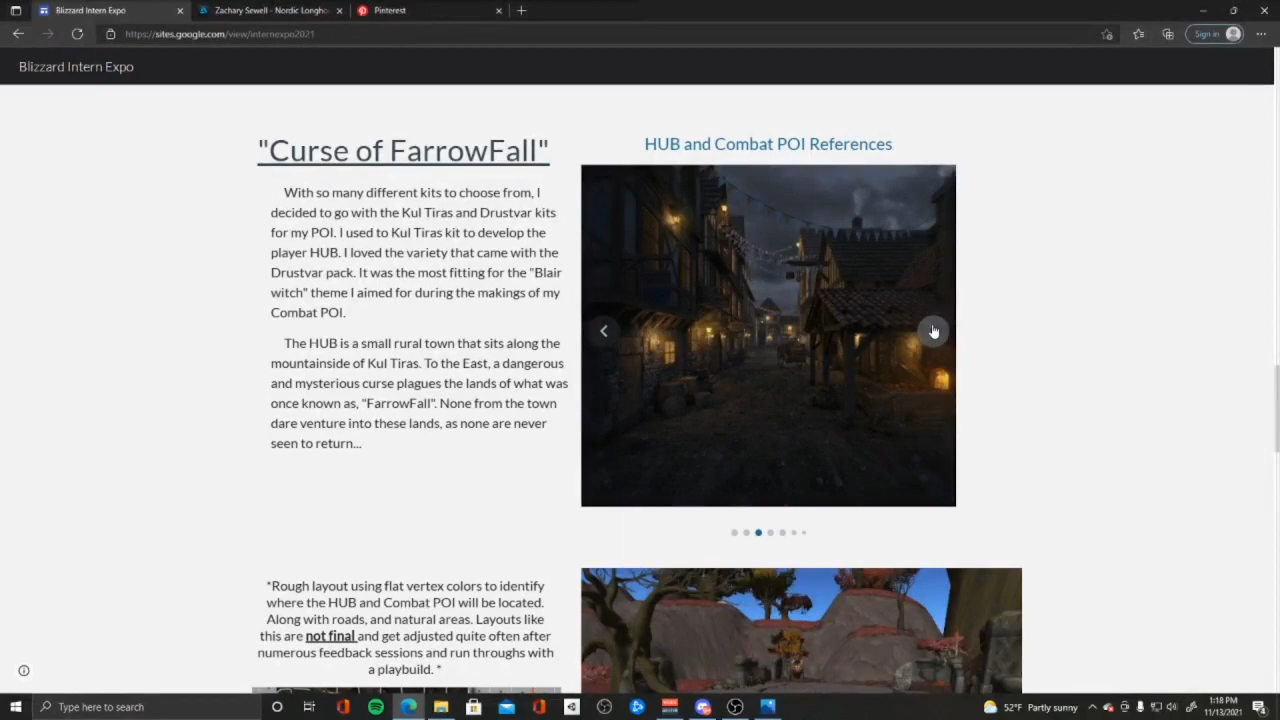 Blizzard Intern Expo
Zachary Sewell - Nordic Longho
Pinterest
https://sites.google.com/view/internexpo2021
Sign in
Blizzard Intern Expo
"Curse of FarrowFall"
With so many different kits to choose from, I
decided to go with the Kul Tiras and Drustvar kits
for my POI. I used to Kul Tiras kit to develop the
player HUB. I loved the variety that came with the
Drustvar pack. It was the most fitting for the "Blair
witch" theme I aimed for during the makings of my
Combat POI.
The HUB is a small rural town that sits along the
mountainside of Kul Tiras. To the East, a dangerous
and mysterious curse plagues the lands of what was
once known as, "FarrowFall". None from the town
dare venture into these lands, as none are never
seen to return...
HUB and Combat POI References
*Rough layout using flat vertex colors to identify
where the HUB and Combat POI will be located.
Along with roads, and natural areas. Layouts like
this are not final and get adjusted quite often after
numerous feedback sessions and run throughs with
a playbuild. *
Type here to search
52°F Partly sunny
1:18 PM
11/13/2021